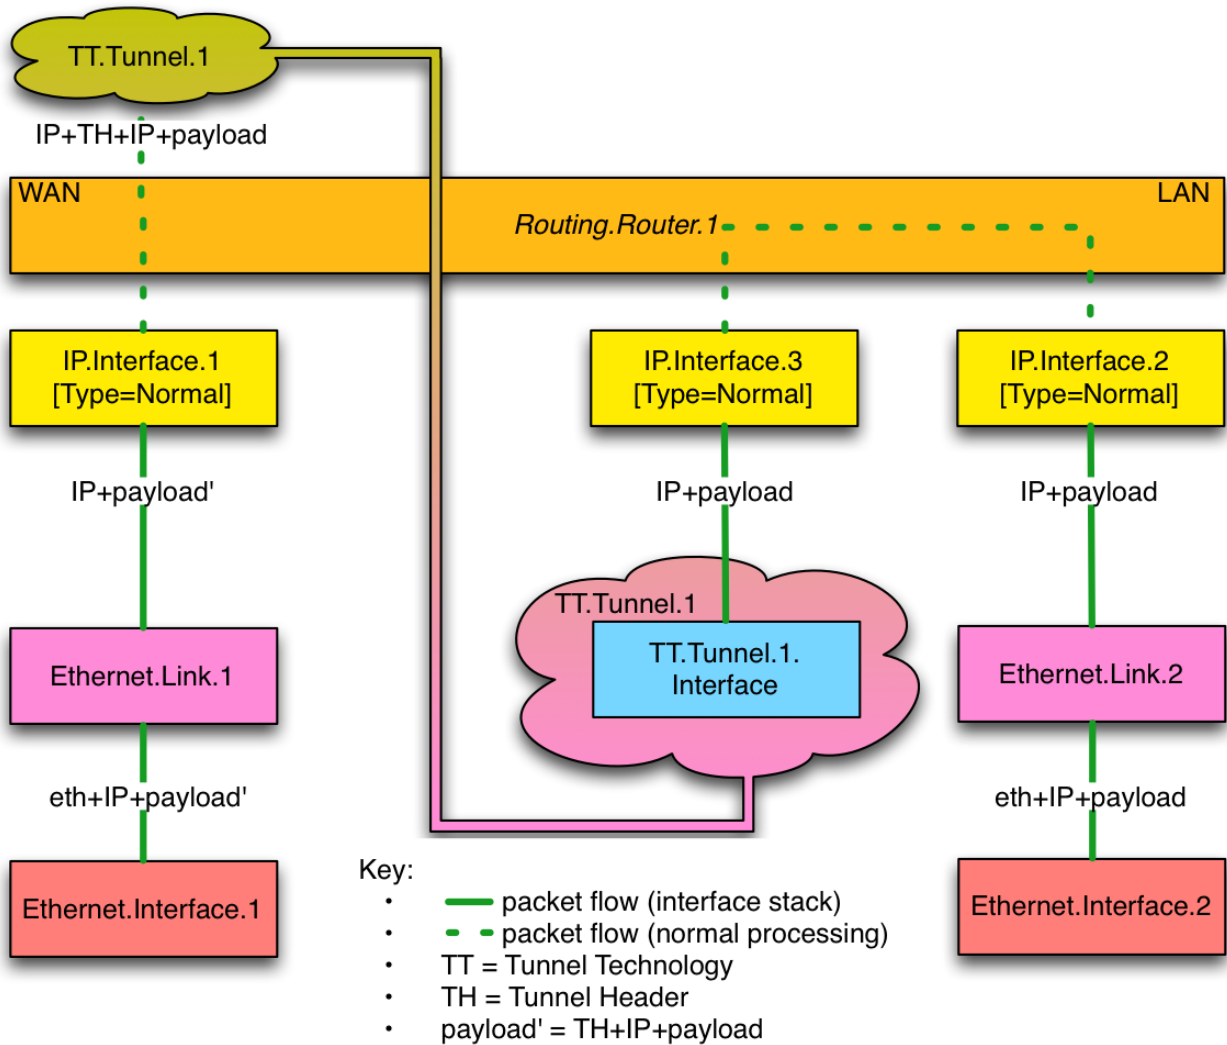 TT.Tunnel.1
IP+TH+IP+payload
WAN
LAN
Routing.Router.1
IP.Interface.1
[Type=Normal]
IP.Interface.3
[Type=Normal]
IP.Interface.2
[Type=Normal]
IP+payload'
IP+payload
IP+payload
TT.Tunnel.1
TT.Tunnel.1.
Interface
Ethernet.Link.1
Ethernet.Link.2
eth+IP+payload'
eth+IP+payload
Ethernet.Interface.1
Ethernet.Interface.2
Key:
• packet flow (interface stack)
• packet flow (normal processing)
• TT = Tunnel Technology
• TH = Tunnel Header
• payload' = TH+IP+payload